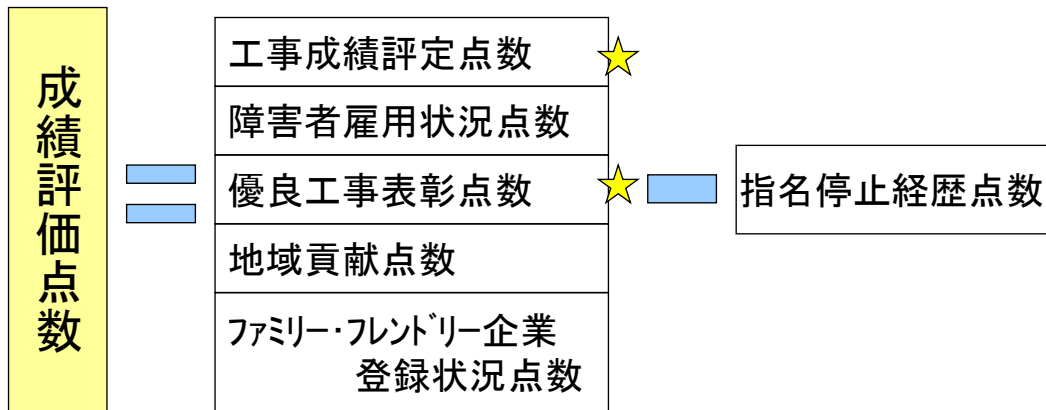 成績評価点数
工事成績評定点数
障害者雇用状況点数
優良工事表彰点数
地域貢献点数
ファミリー・フレンドリー企業
登録状況点数
指名停止経歴点数